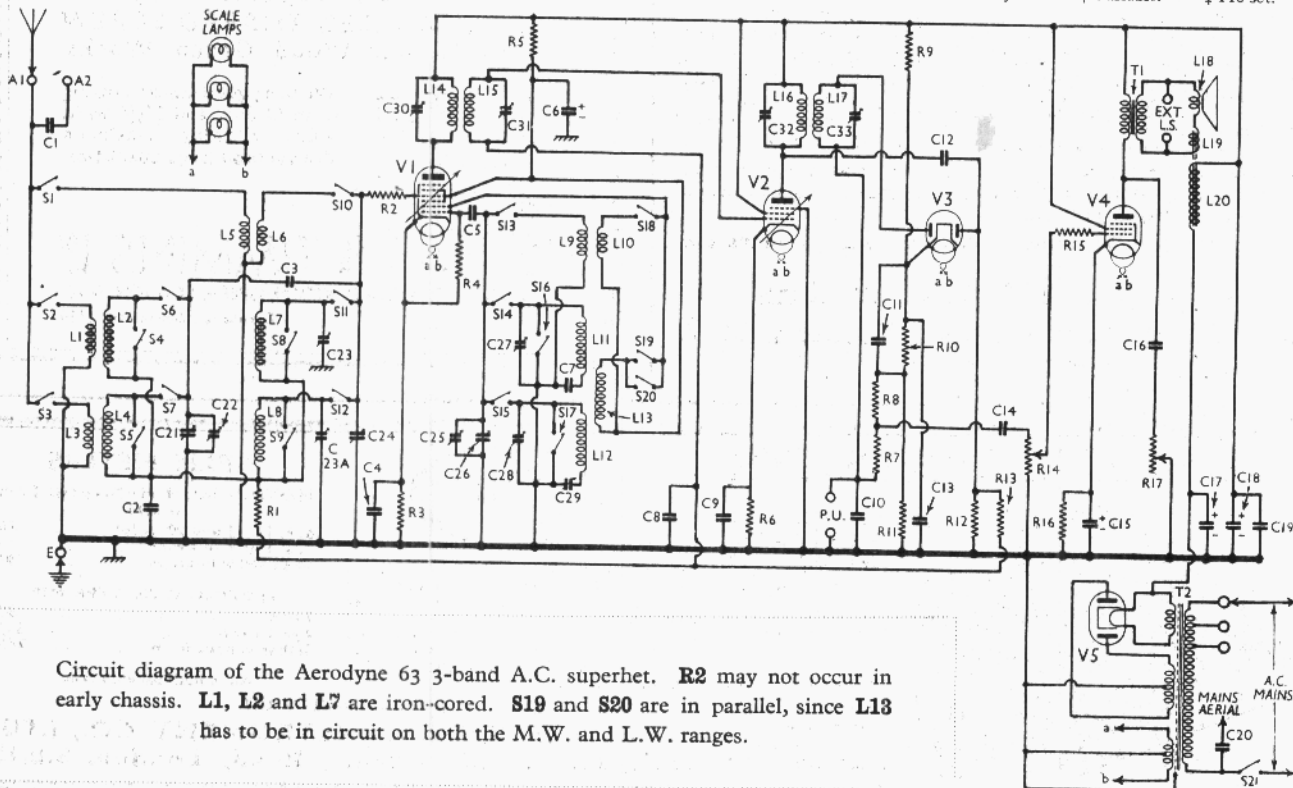 ‡ Pre-set.
SCALE
LAMPS
A1
A2
C1
a
b
S1
S10
R2
V1
R5
C30
L14
L15
C31
C6
+
-
L16
L17
C32
C33
R9
C12
T1
L18
EXT.
L.S.
L19
L20
V2
V3
V4
R15
L5
L6
C5
S13
S18
L9
L10
R4
a b
a b
a b
a b
C3
S2
L1
L2
S6
S4
L7
S8
S11
C23
S14
S16
C27
L11
C7
S19
S20
L13
C11
R10
C16
S3
L3
L4
S5
S7
C21
C22
L8
S9
S12
C
23A
C24
S15
S17
C25
C26
C28
L12
C29
R8
R7
C14
R14
R17
C2
R1
C4
R3
C8
C9
R6
P.U.
C10
R11
C13
R12
R13
R16
+
-
C15
C17
+
-
C18
+
-
C19
E
V5
T2
A.C.
MAINS
MAINS
AERIAL
C20
S21
a
b
Circuit diagram of the Aerodyne 63 3-band A.C. superhet. R2 may not occur in
early chassis. L1, L2 and L7 are iron-cored. S19 and S20 are in parallel, since L13
has to be in circuit on both the M.W. and L.W. ranges.